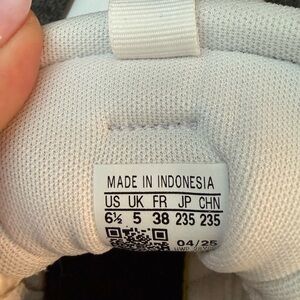 MADE IN INDONESIA
US UK FR JP CHN
6½ 5 38 235 235
04/25